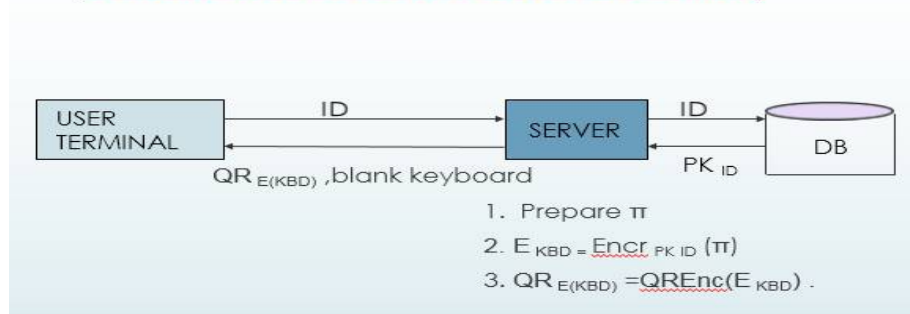 USER
TERMINAL
ID
SERVER
ID
DB
PK ID
QR E(KBD) ,blank keyboard
1. Prepare π
2. E KBD = Encr PK ID (π)
3. QR E(KBD) =QREnc(E KBD) .